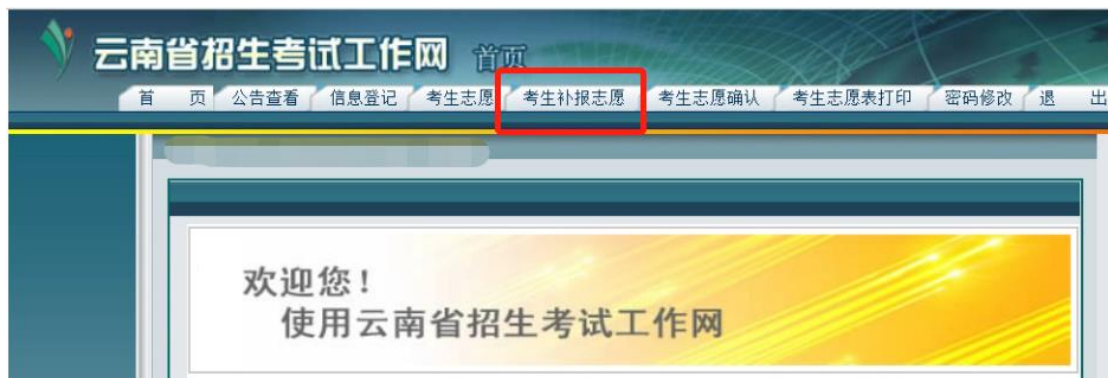 云南省招生考试工作网 首页
首 页 公告查看 信息登记 考生志愿 考生补报志愿 考生志愿确认 考生志愿表打印 密码修改 退 出
欢迎您！
使用云南省招生考试工作网